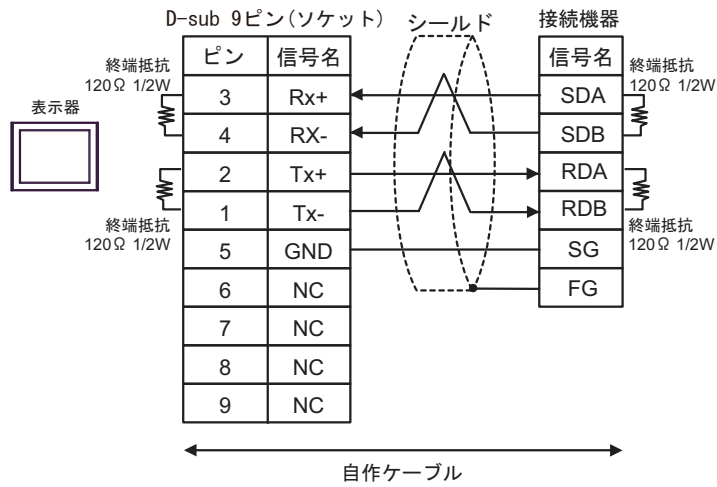 D-sub 9ピン(ソケット) シールド 接続機器
ピン 信号名 信号名
終端抵抗 終端抵抗
120Ω 1/2W 120Ω 1/2W
表示器
3 Rx+ SDA
4 RX- SDB
2 Tx+ RDA
1 Tx- RDB
終端抵抗 終端抵抗
120Ω 1/2W 120Ω 1/2W
5 GND SG
6 NC FG
7 NC
8 NC
9 NC
自作ケーブル